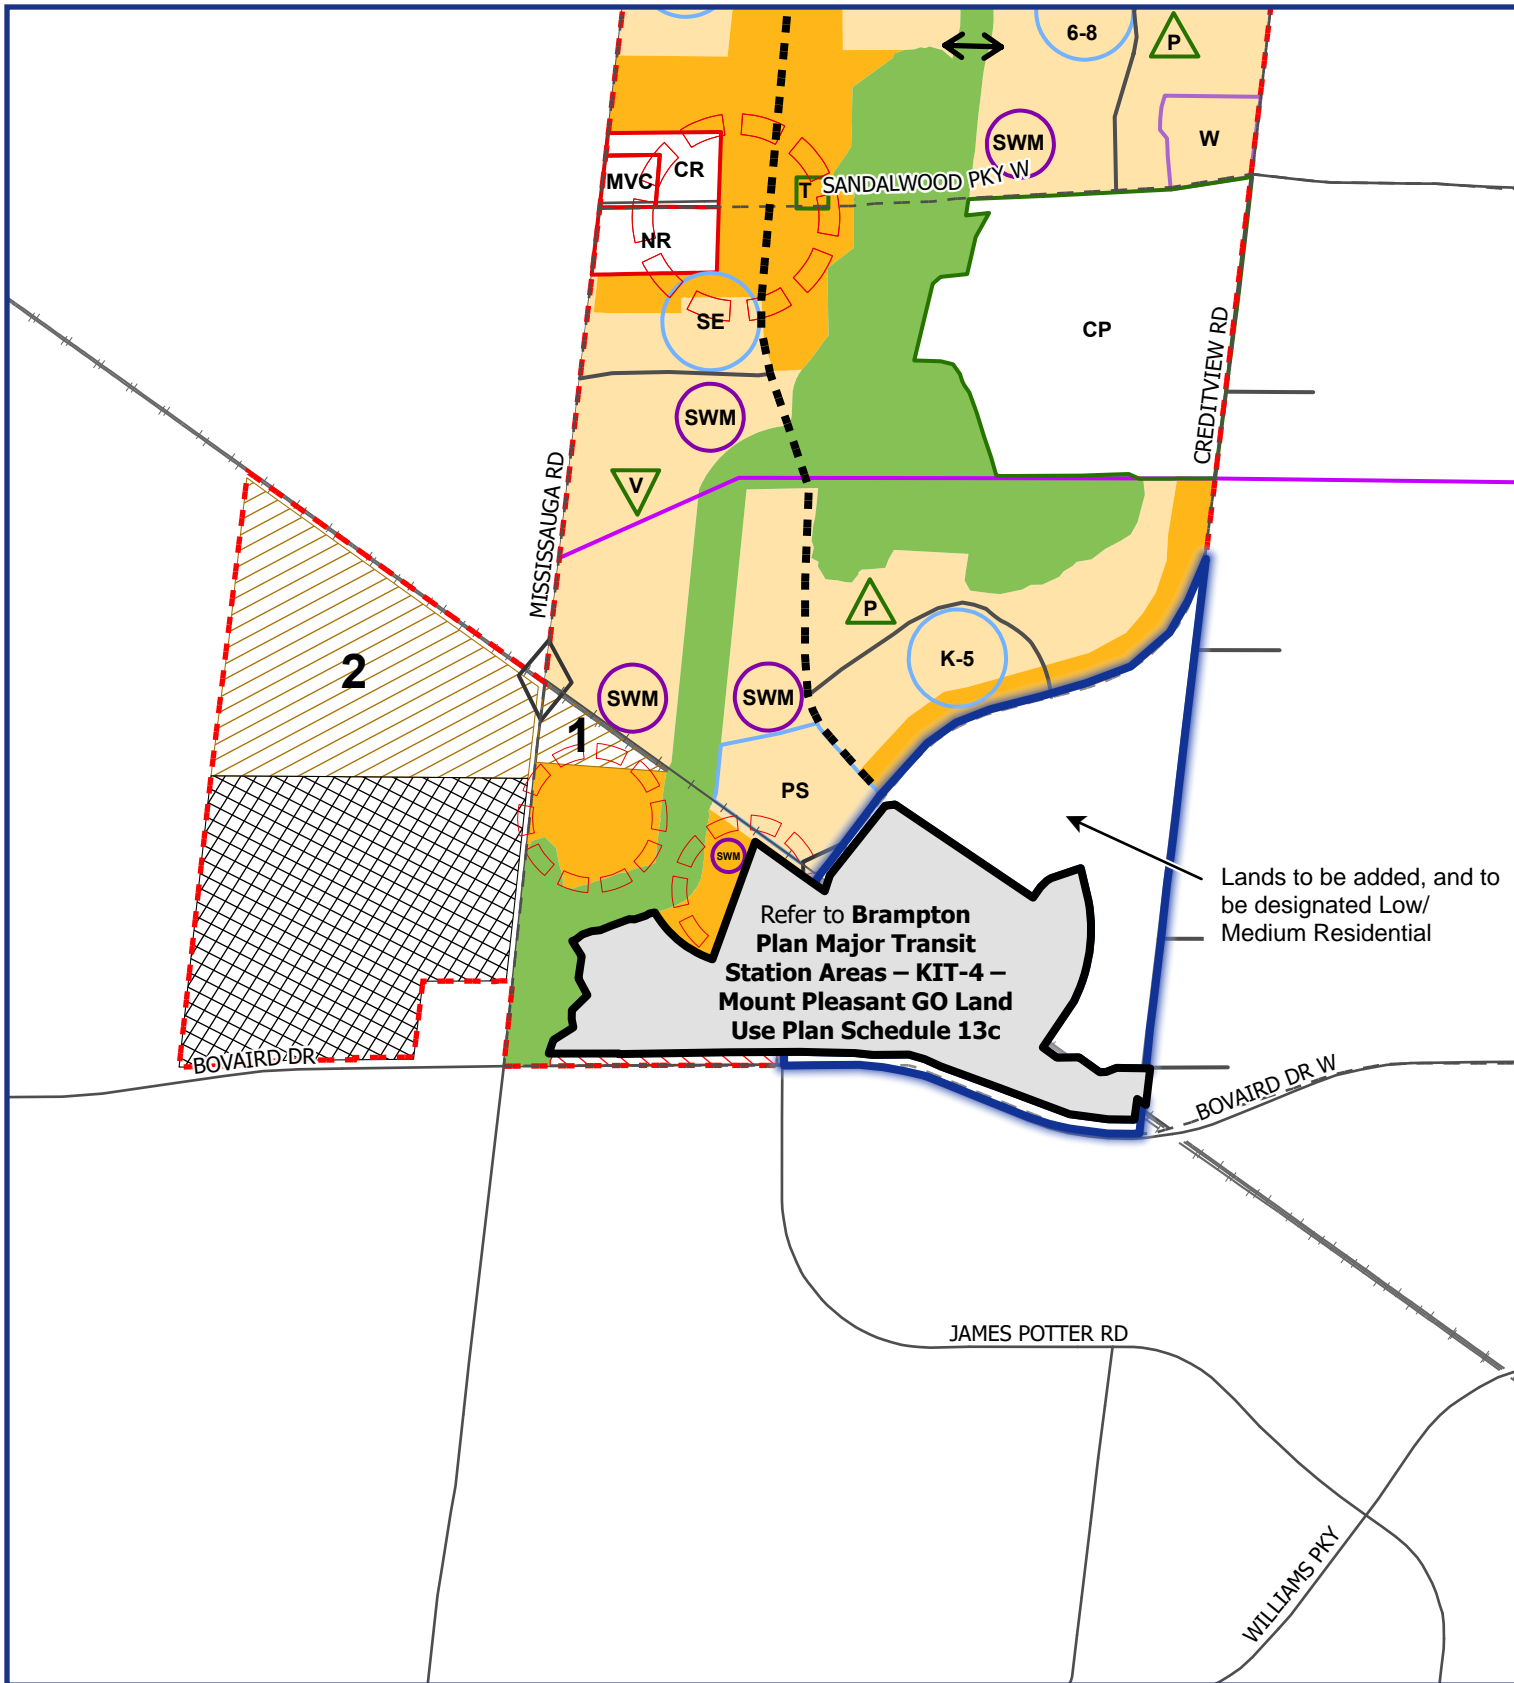 6-8
P
SWM
W
CR
MVC
T
SANDALWOOD PKY W
NR
SE
CP
CREDITVIEW RD
SWM
MISSISSAUGA RD
V
P
K-5
2
SWM
SWM
1
PS
SWM
Lands to be added, and to
be designated Low/
Medium Residential
Refer to Brampton
Plan Major Transit
Station Areas – KIT-4 –
Mount Pleasant GO Land
Use Plan Schedule 13c
BOVAIRD DR
BOVAIRD DR W
JAMES POTTER RD
WILLIAMS PKY